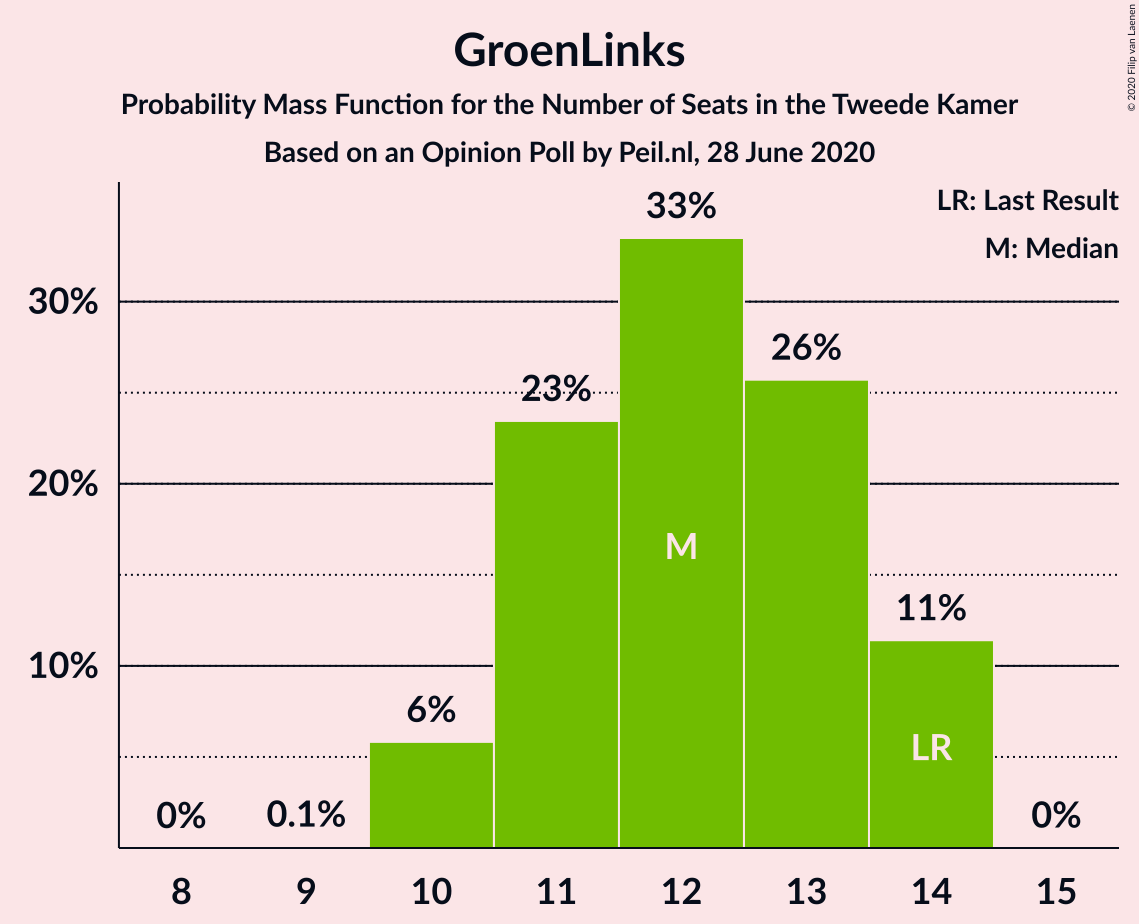 GroenLinks
Probability Mass Function for the Number of Seats in the Tweede Kamer
Based on an Opinion Poll by Peil.nl, 28 June 2020
© 2020 Filip van Laenen
LR: Last Result
M: Median
33%
30%
26%
23%
20%
M
11%
10%
6%
LR
0%
0.1%
0%
8 9 10 11 12 13 14 15